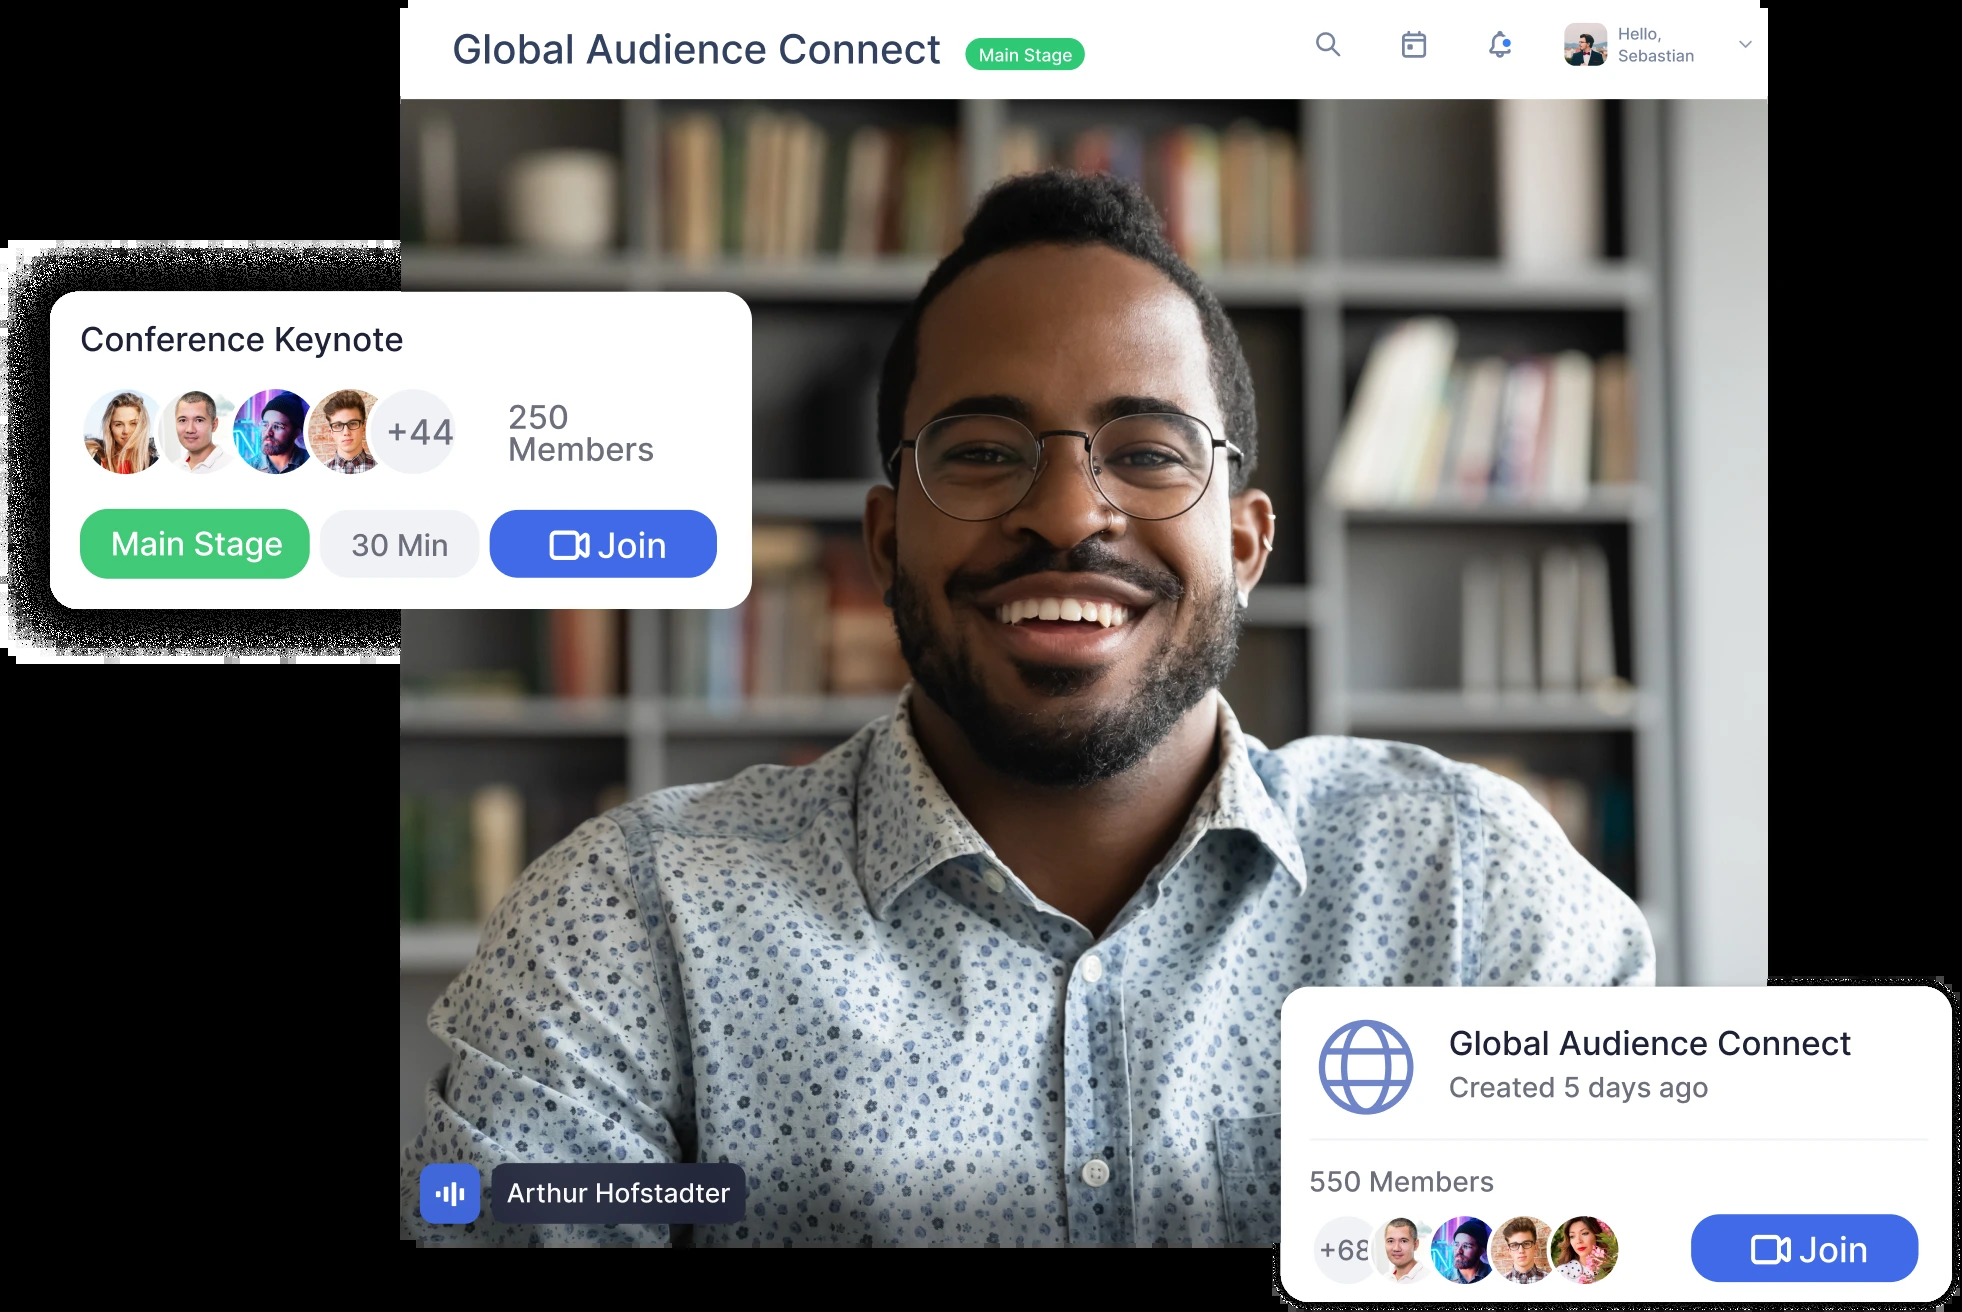 Global Audience Connect
Main Stage
Hello,
Sebastian
Conference Keynote
+44
250
Members
Main Stage
30 Min
Join
Arthur Hofstadter
Global Audience Connect
Created 5 days ago
550 Members
+68
Join